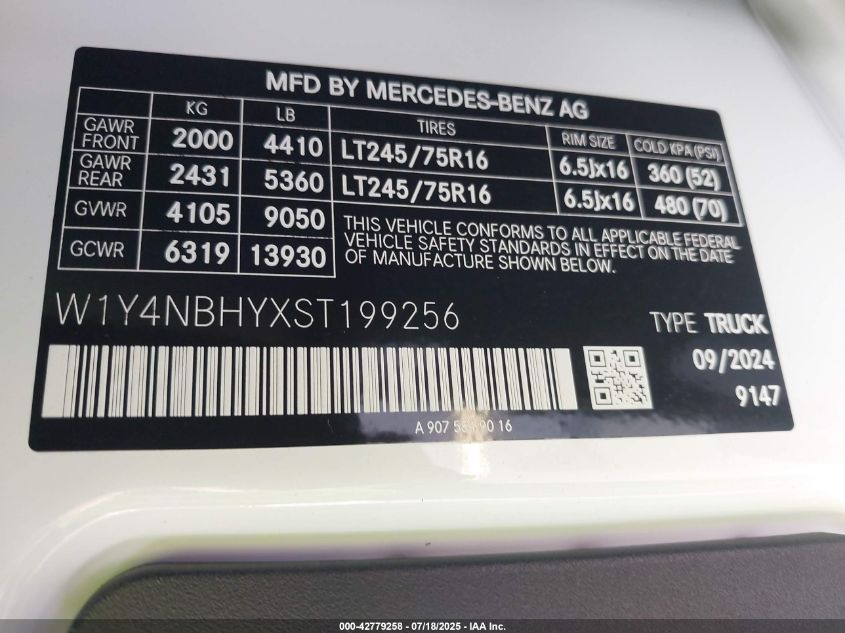 MFD BY MERCEDES-BENZ AG
KG LB TIRES RIM SIZE COLD KPA (PSI)
GAWR FRONT 2000 4410 LT245/75R16 6.5Jx16 360 (52)
GAWR REAR 2431 5360 LT245/75R16 6.5Jx16 480 (70)
GVWR 4105 9050
GCWR 6319 13930
THIS VEHICLE CONFORMS TO ALL APPLICABLE FEDERAL
VEHICLE SAFETY STANDARDS IN EFFECT ON THE DATE
OF MANUFACTURE SHOWN BELOW.
W1Y4NBHYXST199256
TYPE TRUCK
09/2024
9147
A 907 90 16
000-42779258 - 07/18/2025 - IAA Inc.